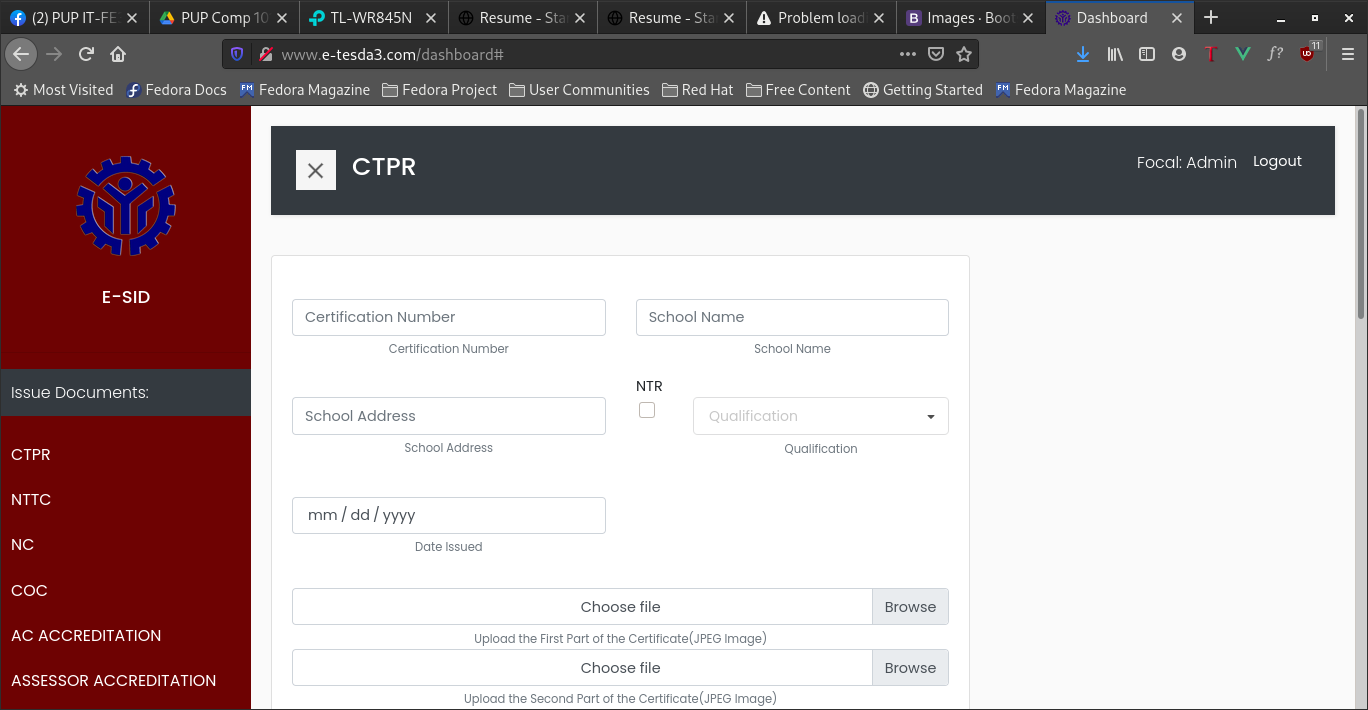 (2) PUP IT-FE
PUP Comp 10
TL-WR845N
Resume - Sta
Resume - Sta
Problem load
B Images · Boot
Dashboard
www.e-tesda3.com/dashboard#
11
Most Visited
Fedora Docs
Fedora Magazine
Fedora Project
User Communities
Red Hat
Free Content
Getting Started
Fedora Magazine
E-SID
Issue Documents:
CTPR
NTTC
NC
COC
AC ACCREDITATION
ASSESSOR ACCREDITATION
CTPR
Focal: Admin Logout
Certification Number
Certification Number
School Name
School Name
School Address
School Address
NTR
Qualification
Qualification
mm / dd / yyyy
Date Issued
Choose file Browse
Upload the First Part of the Certificate(JPEG Image)
Choose file Browse
Upload the Second Part of the Certificate(JPEG Image)